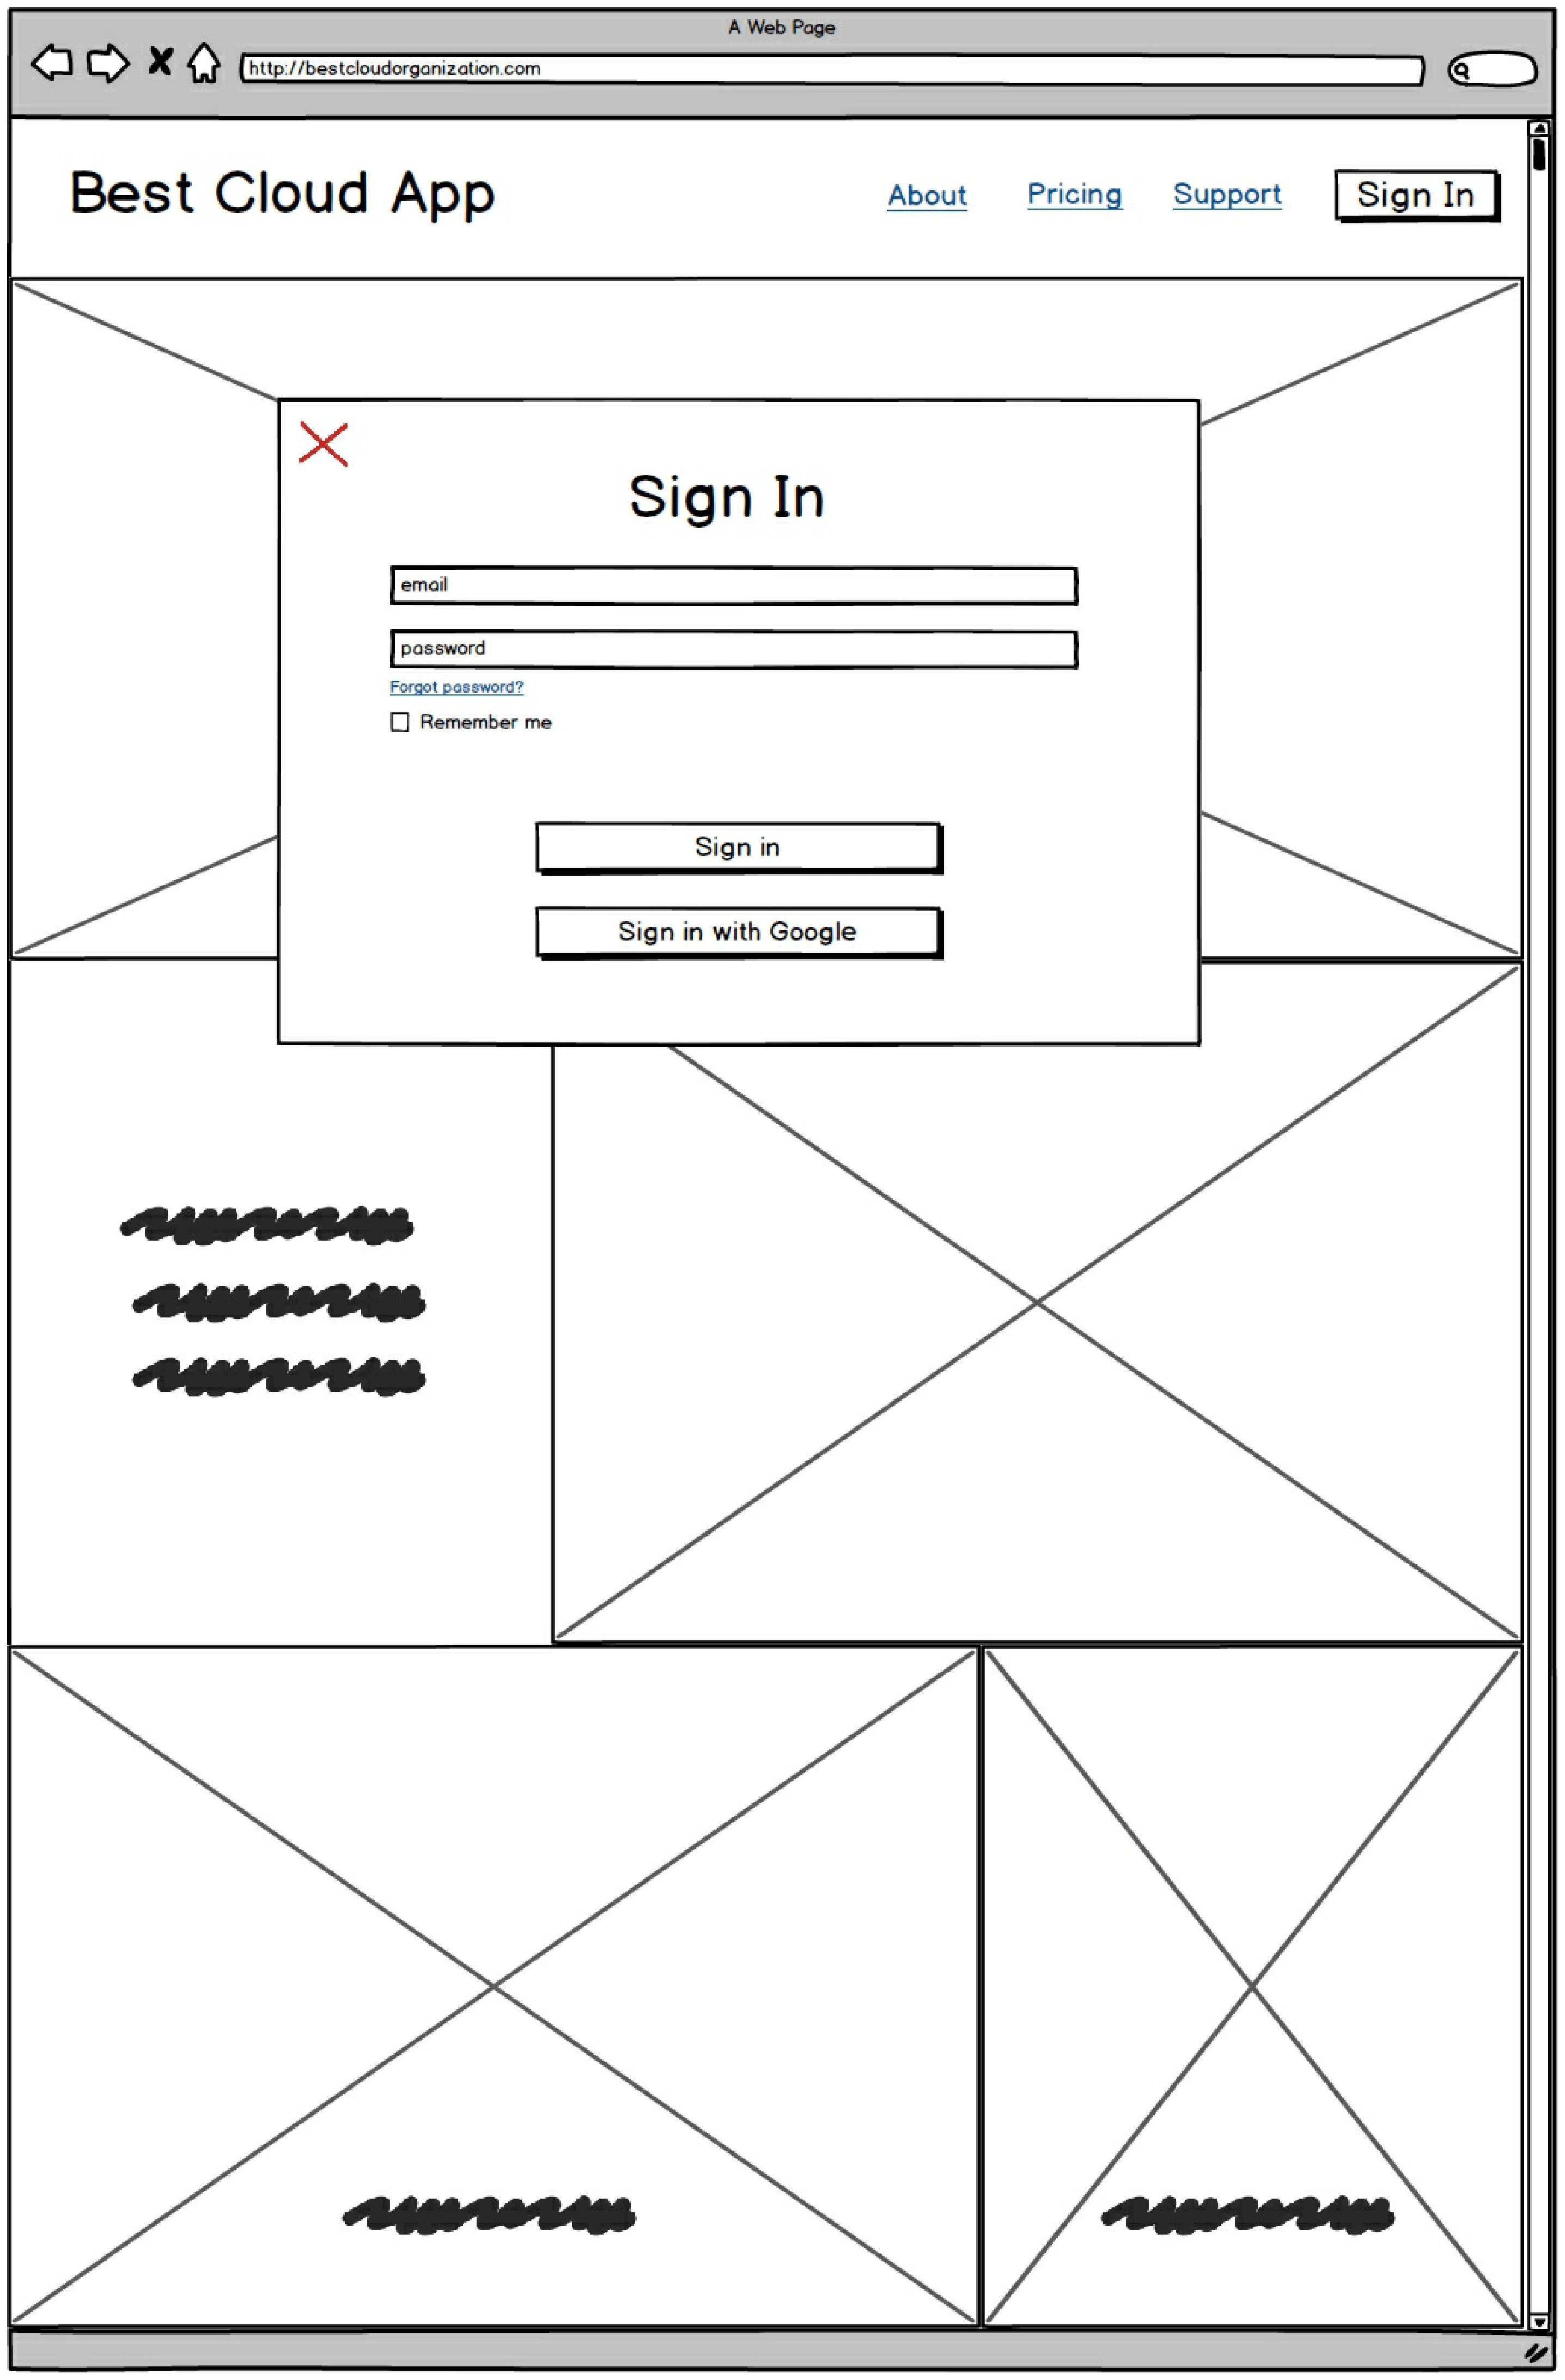 A Web Page
http://bestcloudorganization.com
Best Cloud App About Pricing Support Sign In
Sign In
email
password
Forgot password?
Remember me
Sign in
Sign in with Google